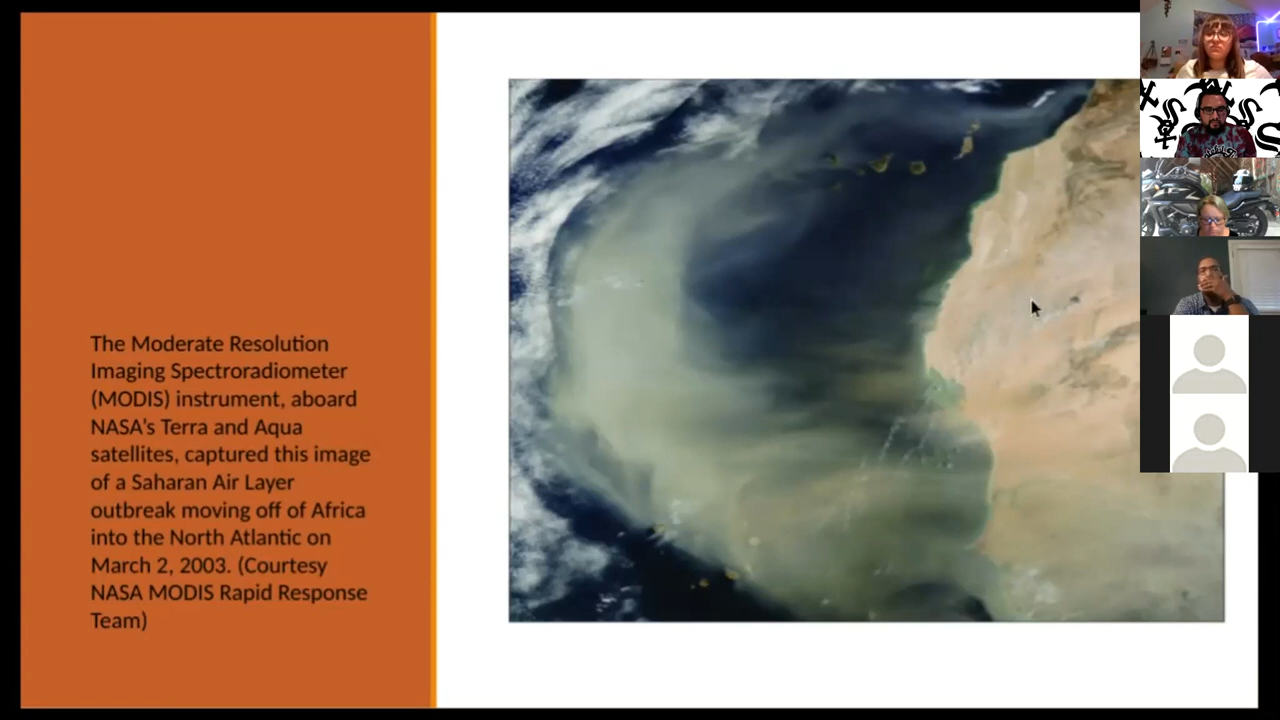 The Moderate Resolution
Imaging Spectroradiometer
(MODIS) instrument, aboard
NASA's Terra and Aqua
satellites, captured this image
of a Saharan Air Layer
outbreak moving off of Africa
into the North Atlantic on
March 2, 2003. (Courtesy
NASA MODIS Rapid Response
Team)